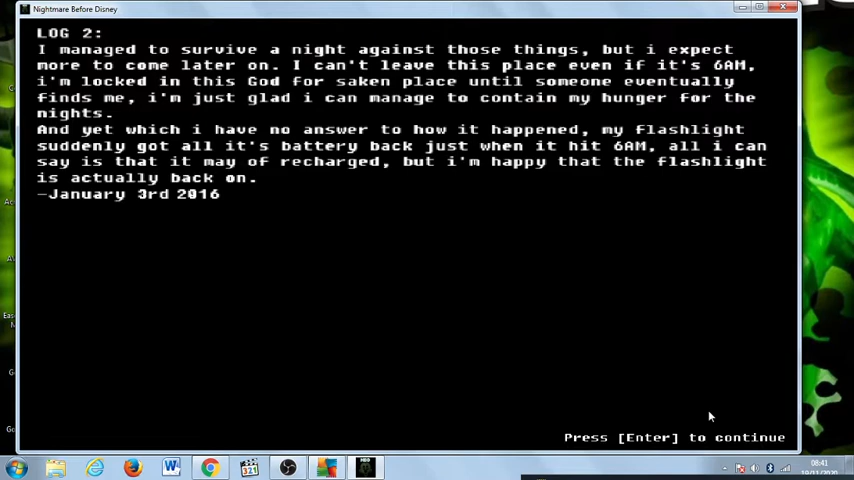 Nightmare Before Disney
LOG 2:
I managed to survive a night against those things, but i expect
more to come later on. I can't leave this place even if it's 6AM,
i'm locked in this God for saken place until someone eventually
finds me, i'm just glad i can manage to contain my hunger for the
nights.
And yet which i have no answer to how it happened, my flashlight
suddenly got all it's battery back just when it hit 6AM, all i can
say is that it may of recharged, but i'm happy that the flashlight
is actually back on.
-January 3rd 2016
Press [Enter] to continue
08:41
19/11/2020